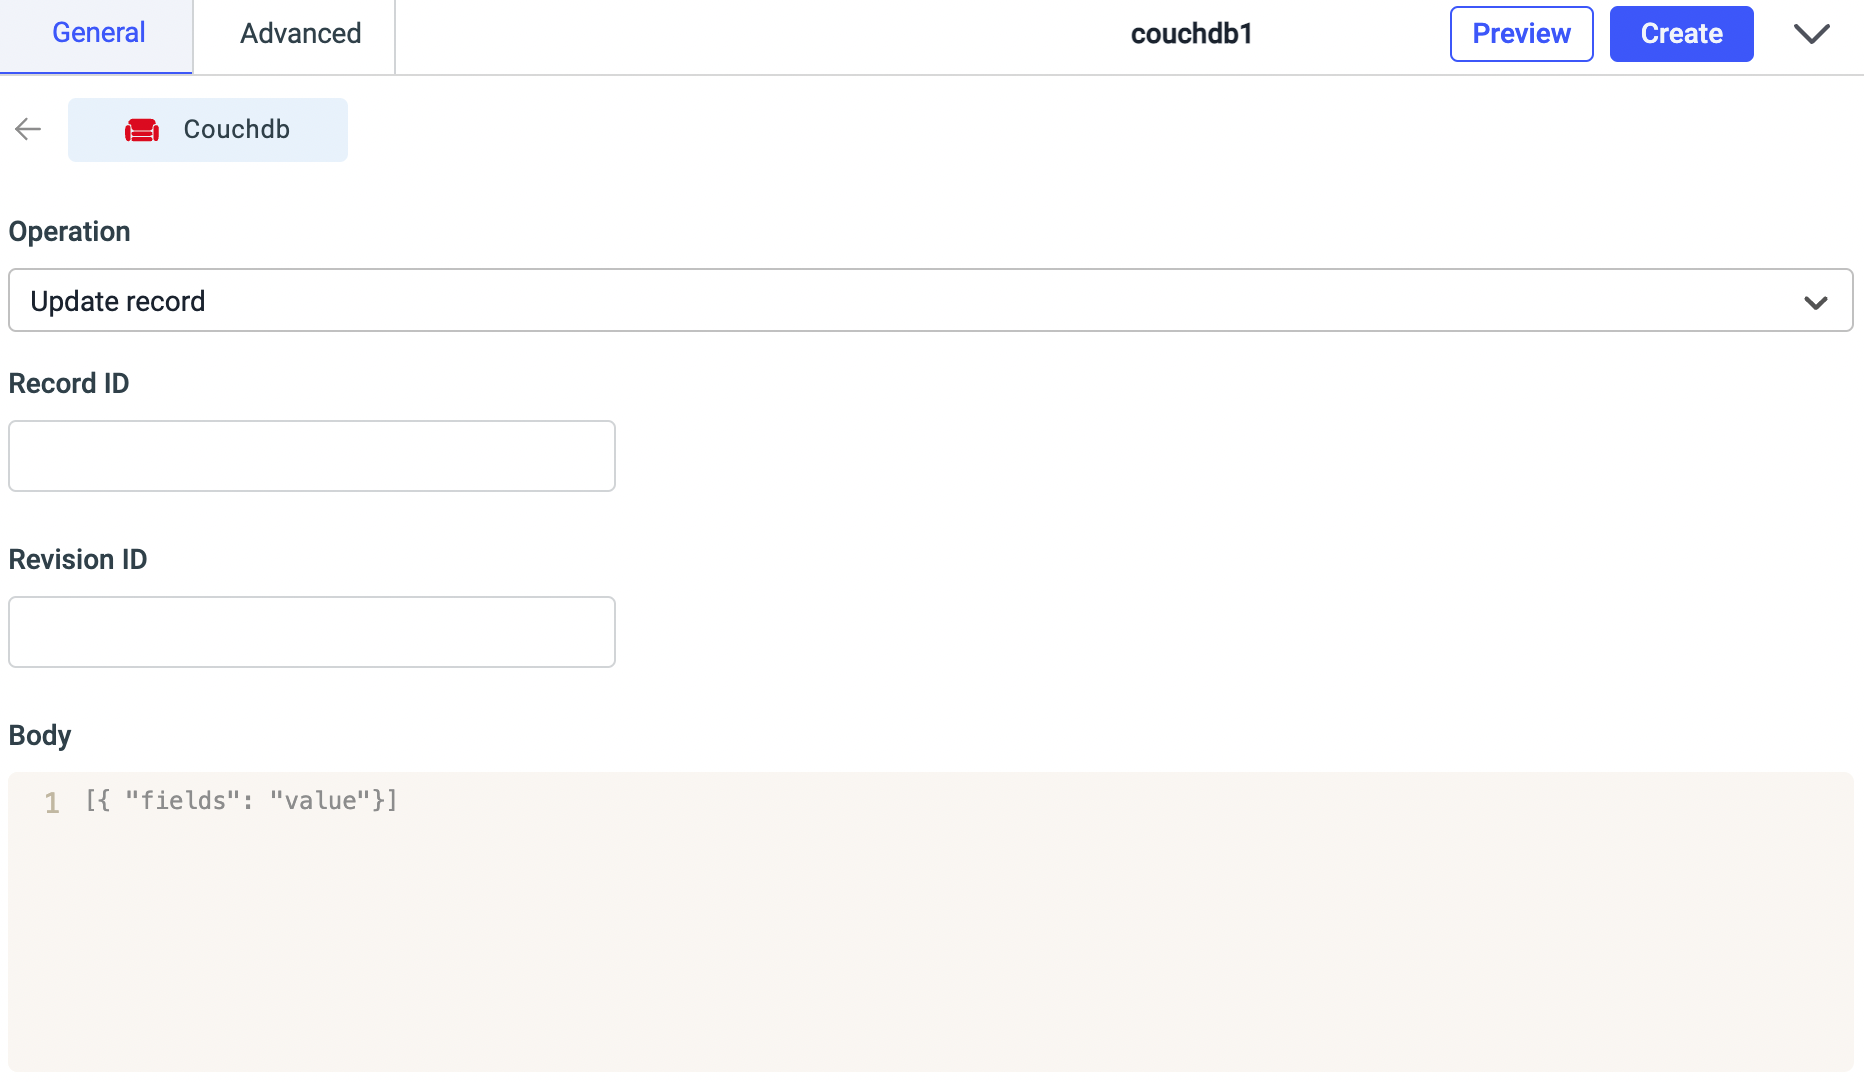 General
Advanced
couchdb1
Preview
Create
Couchdb
Operation
Update record
Record ID
Revision ID
Body
1 [{ "fields": "value"}]